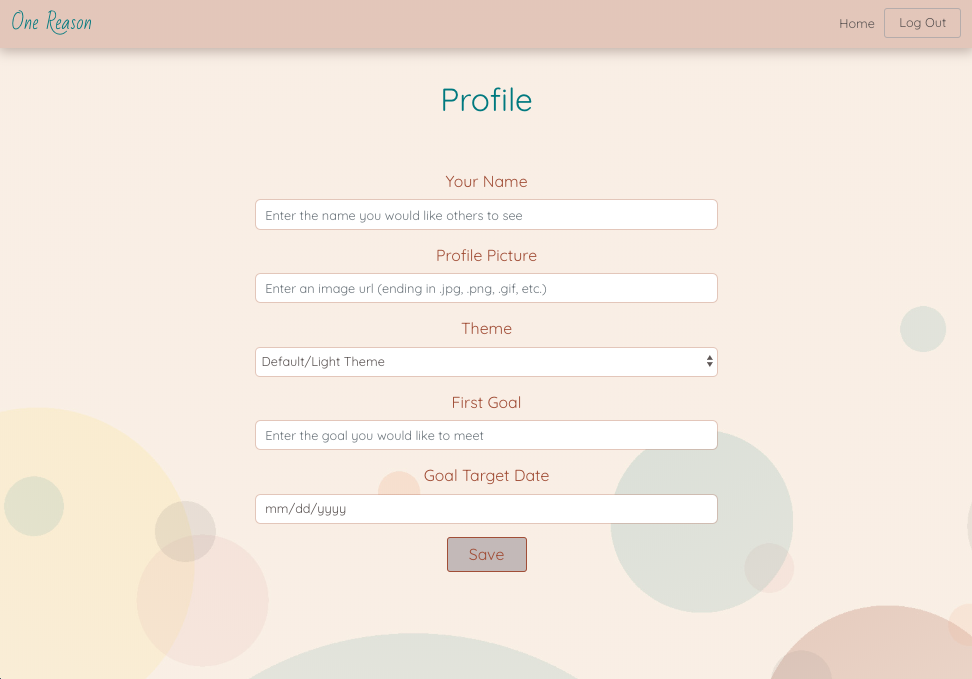 One Reason
Home
Log Out
Profile
Your Name
Enter the name you would like others to see
Profile Picture
Enter an image url (ending in .jpg, .png, .gif, etc.)
Theme
Default/Light Theme
First Goal
Enter the goal you would like to meet
Goal Target Date
mm/dd/yyyy
Save